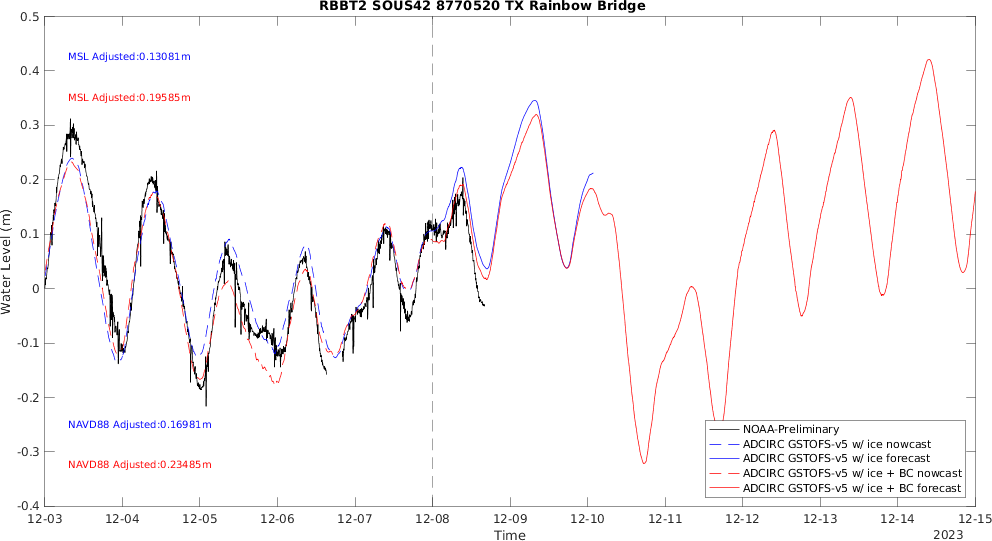 RBBT2 SOUS42 8770520 TX Rainbow Bridge
0.5
0.4
0.3
0.2
0.1
0
-0.1
-0.2
-0.3
-0.4
Water Level (m)
MSL Adjusted:0.13081m
MSL Adjusted:0.19585m
NAVD88 Adjusted:0.16981m
NAVD88 Adjusted:0.23485m
NOAA-Preliminary
ADCIRC GSTOFS-v5 w/ ice nowcast
ADCIRC GSTOFS-v5 w/ ice forecast
ADCIRC GSTOFS-v5 w/ ice + BC nowcast
ADCIRC GSTOFS-v5 w/ ice + BC forecast
12-03 12-04 12-05 12-06 12-07 12-08 12-09 12-10 12-11 12-12 12-13 12-14 12-15
Time
2023